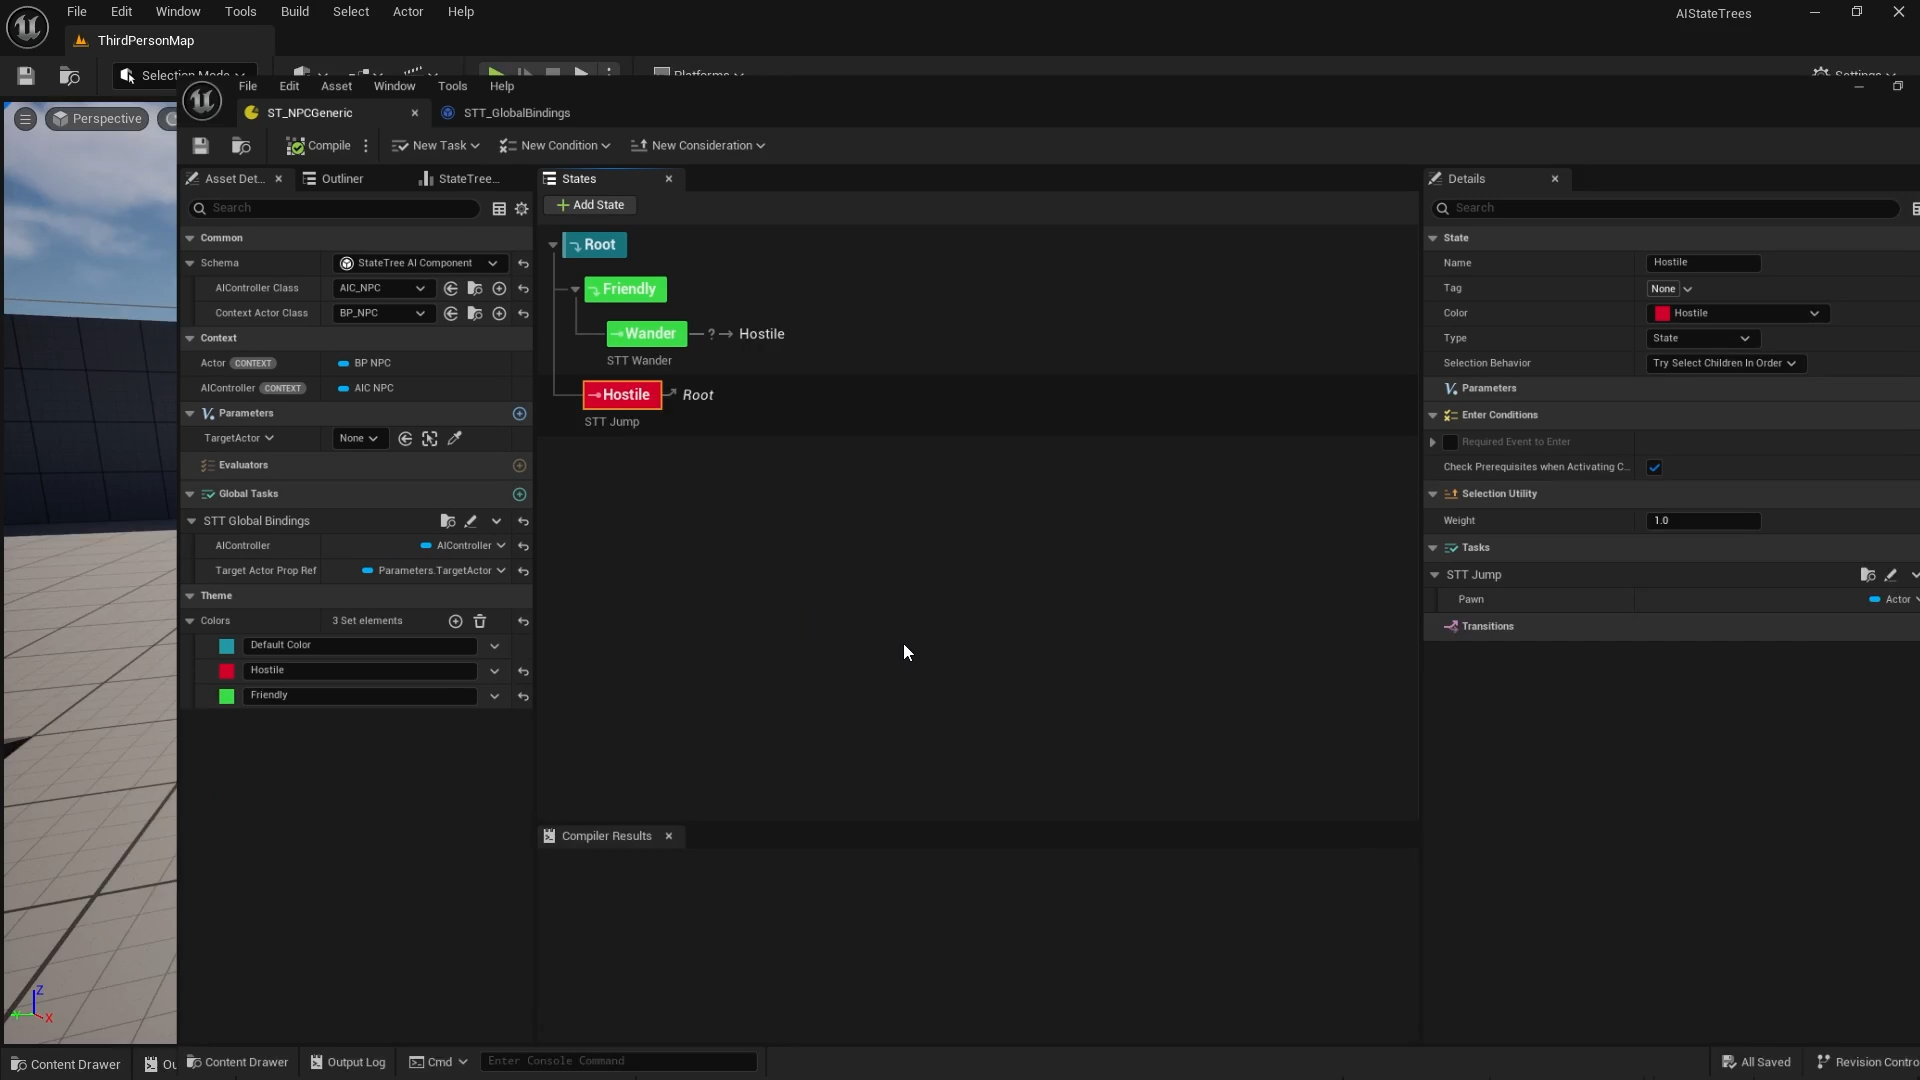 File Edit Window Tools Build Select Actor Help
AIStateTrees
ThirdPersonMap
Selection Mode
Platforms
Settings
File Edit Asset Window Tools Help
ST_NPCGeneric
STT_GlobalBindings
Compile
New Task
New Condition
New Consideration
Perspective
Asset Det...
Outliner
StateTree...
Search
Common
Schema
StateTree AI Component
AIController Class
AIC_NPC
Context Actor Class
BP_NPC
Context
Actor CONTEXT
BP NPC
AIController CONTEXT
AIC NPC
Parameters
TargetActor
None
Evaluators
Global Tasks
STT Global Bindings
AIController
AIController
Target Actor Prop Ref
Parameters.TargetActor
Theme
Colors
3 Set elements
Default Color
Hostile
Friendly
States
Add State
Root
Friendly
Wander ? Hostile
STT Wander
Hostile Root
STT Jump
Compiler Results
Details
Search
State
Name
Hostile
Tag
None
Color
Hostile
Type
State
Selection Behavior
Try Select Children In Order
Parameters
Enter Conditions
Required Event to Enter
Check Prerequisites when Activating C...
Selection Utility
Weight
1.0
Tasks
STT Jump
Pawn
Actor
Transitions
Z
X
Content Drawer
Ou
Content Drawer
Output Log
Cmd
Enter Console Command
All Saved
Revision Contro